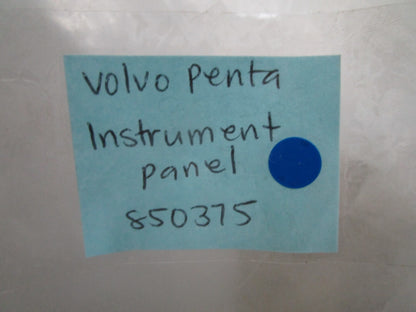 Volvo Penta
Instrument
panel
850375